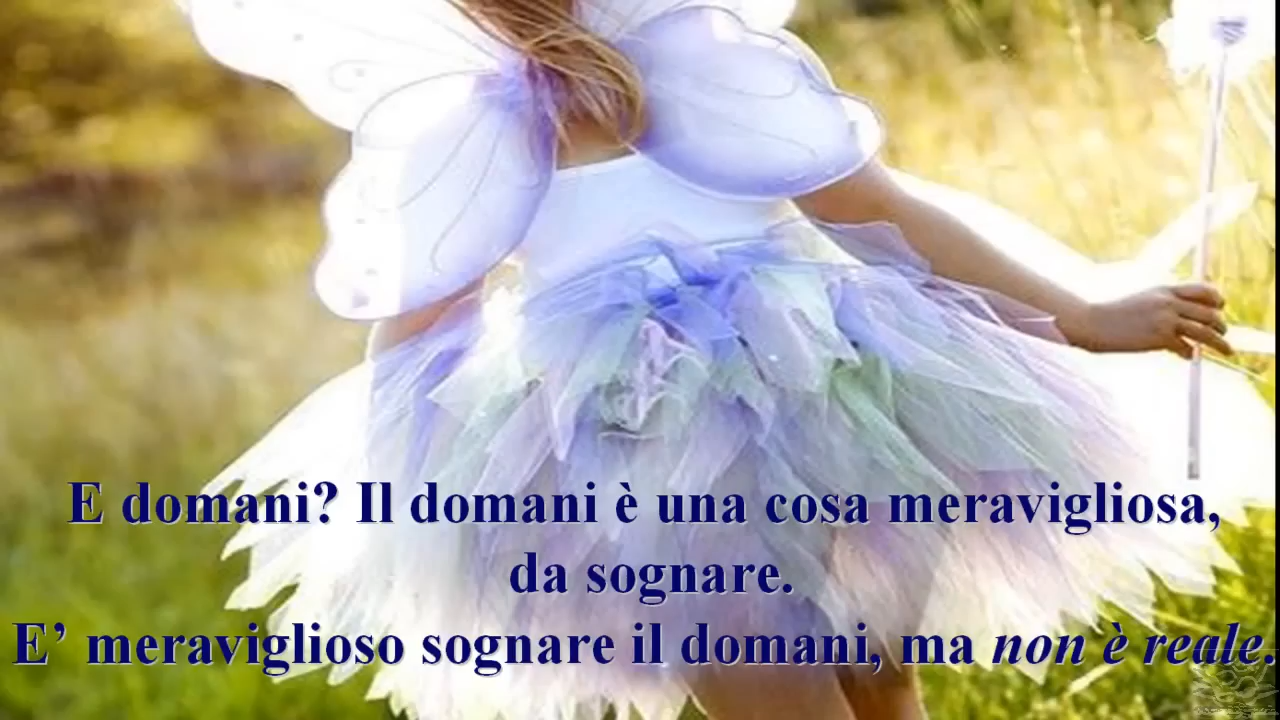 E domani? Il domani è una cosa meravigliosa,
da sognare.
E’ meraviglioso sognare il domani, ma non è reale.